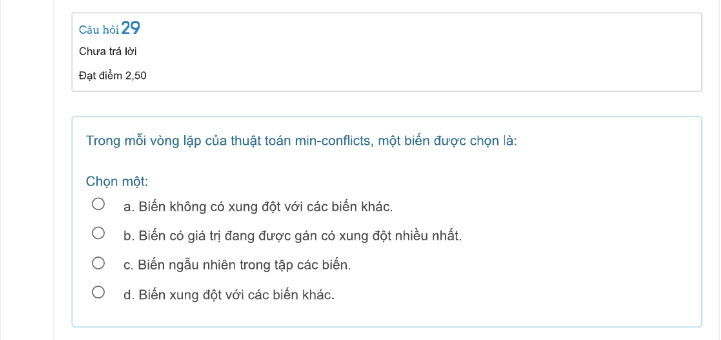 Câu hỏi 29
Chưa trả lời
Đạt điểm 2,50
Trong mỗi vòng lặp của thuật toán min-conflicts, một biến được chọn là:
Chọn một:
a. Biến không có xung đột với các biến khác.
b. Biến có giá trị đang được gán có xung đột nhiều nhất.
c. Biến ngẫu nhiên trong tập các biến.
d. Biến xung đột với các biến khác.